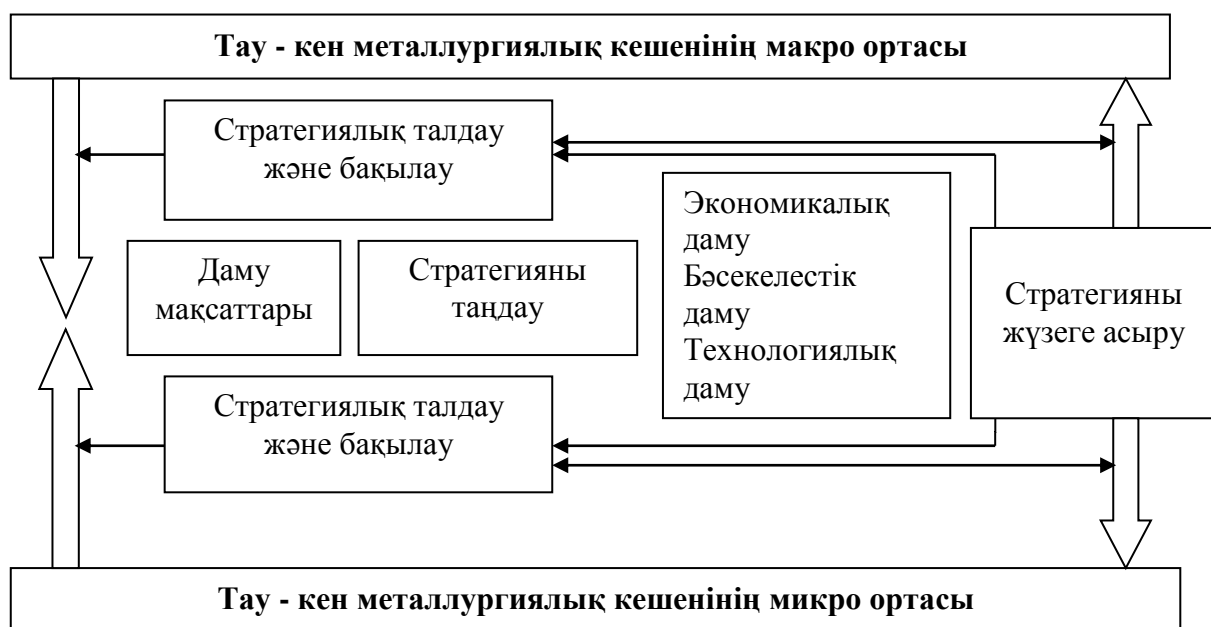 Тау - кен металлургиялық кешенінің макро ортасы
Стратегиялық талдау
және бақылау
Экономикалық
даму
Бәсекелестік
даму
Технологиялық
даму
Даму
мақсаттары
Стратегияны
таңдау
Стратегияны
жүзеге асыру
Стратегиялық талдау
және бақылау
Тау - кен металлургиялық кешенінің микро ортасы